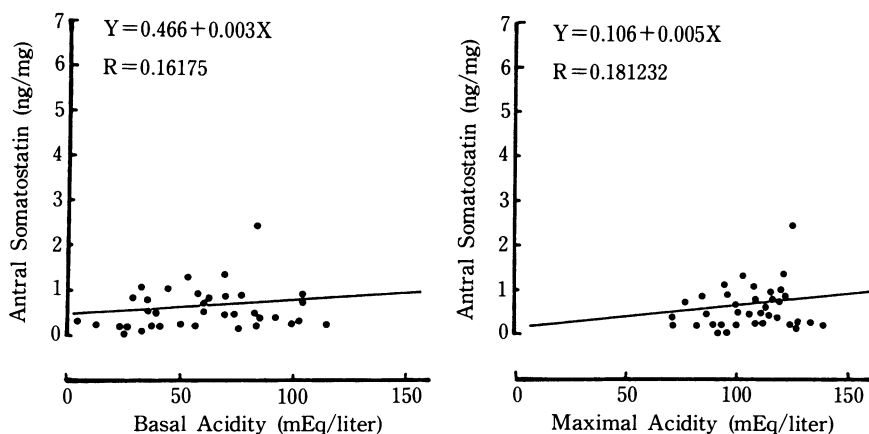 Y=0.466+0.003X
R=0.16175
Antral Somatostatin (ng/mg)
7
6
5
4
3
2
1
0
0 50 100 150
Basal Acidity (mEq/liter)
Y=0.106+0.005X
R=0.181232
Antral Somatostatin (ng/mg)
7
6
5
4
3
2
1
0
0 50 100 150
Maximal Acidity (mEq/liter)